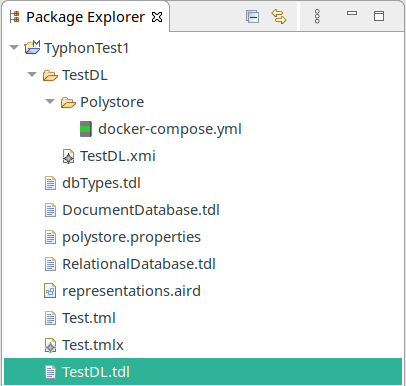 Package Explorer
TyphonTest1
TestDL
Polystore
docker-compose.yml
TestDL.xmi
dbTypes.tdl
DocumentDatabase.tdl
polystore.properties
RelationalDatabase.tdl
representations.aird
Test.tml
Test.tmlx
TestDL.tdl